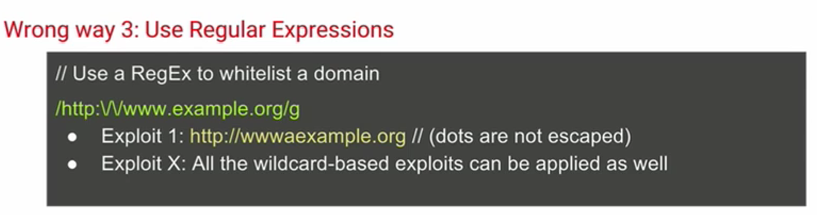 Wrong way 3: Use Regular Expressions
// Use a RegEx to whitelist a domain
/http:\/\/www.example.org/g
• Exploit 1: http://wwwaexample.org // (dots are not escaped)
• Exploit X: All the wildcard-based exploits can be applied as well